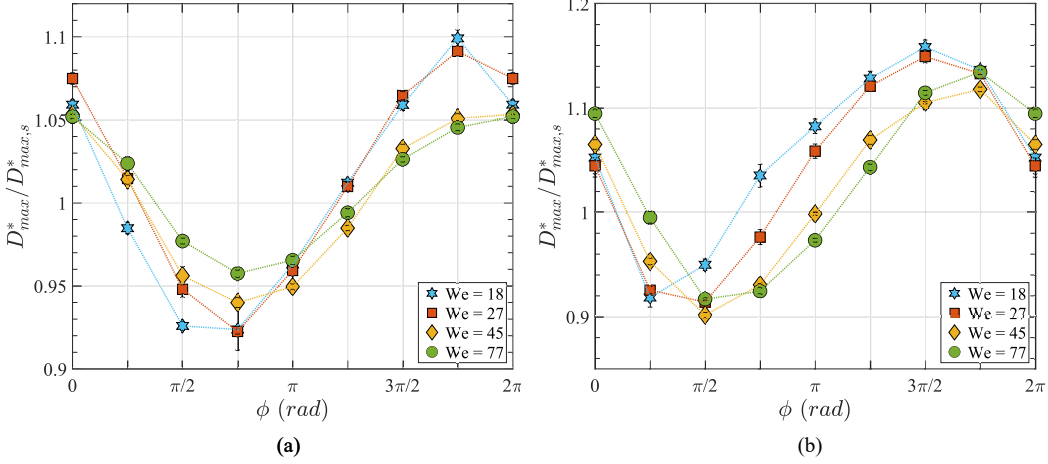 1.1
1.05
1
0.95
0.9
D*max/D*max,s
We = 18
We = 27
We = 45
We = 77
0 π/2 π 3π/2 2π
ϕ (rad)
(a)
1.2
1.1
1
0.9
D*max/D*max,s
We = 18
We = 27
We = 45
We = 77
0 π/2 π 3π/2 2π
ϕ (rad)
(b)